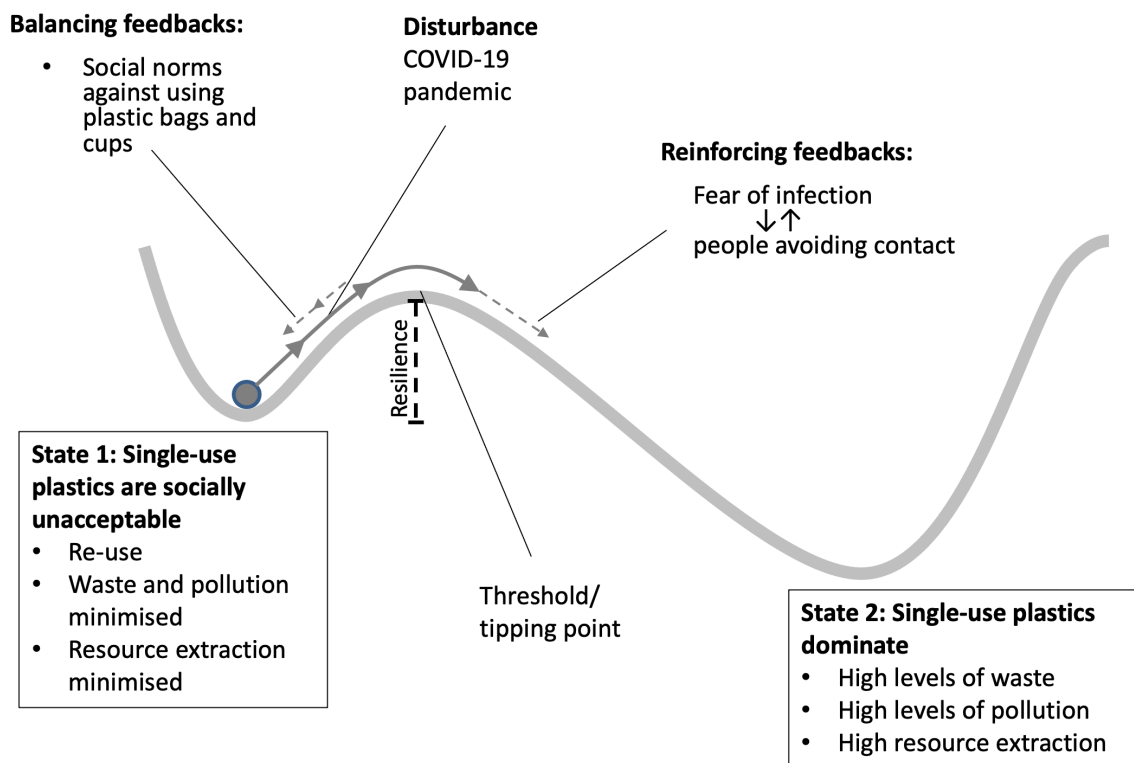 Balancing feedbacks:
• Social norms
against using
plastic bags and
cups
Disturbance
COVID-19
pandemic
Reinforcing feedbacks:
Fear of infection
↓↑
people avoiding contact
Resilience
State 1: Single-use
plastics are socially
unacceptable
• Re-use
• Waste and pollution
minimised
• Resource extraction
minimised
Threshold/
tipping point
State 2: Single-use plastics
dominate
• High levels of waste
• High levels of pollution
• High resource extraction